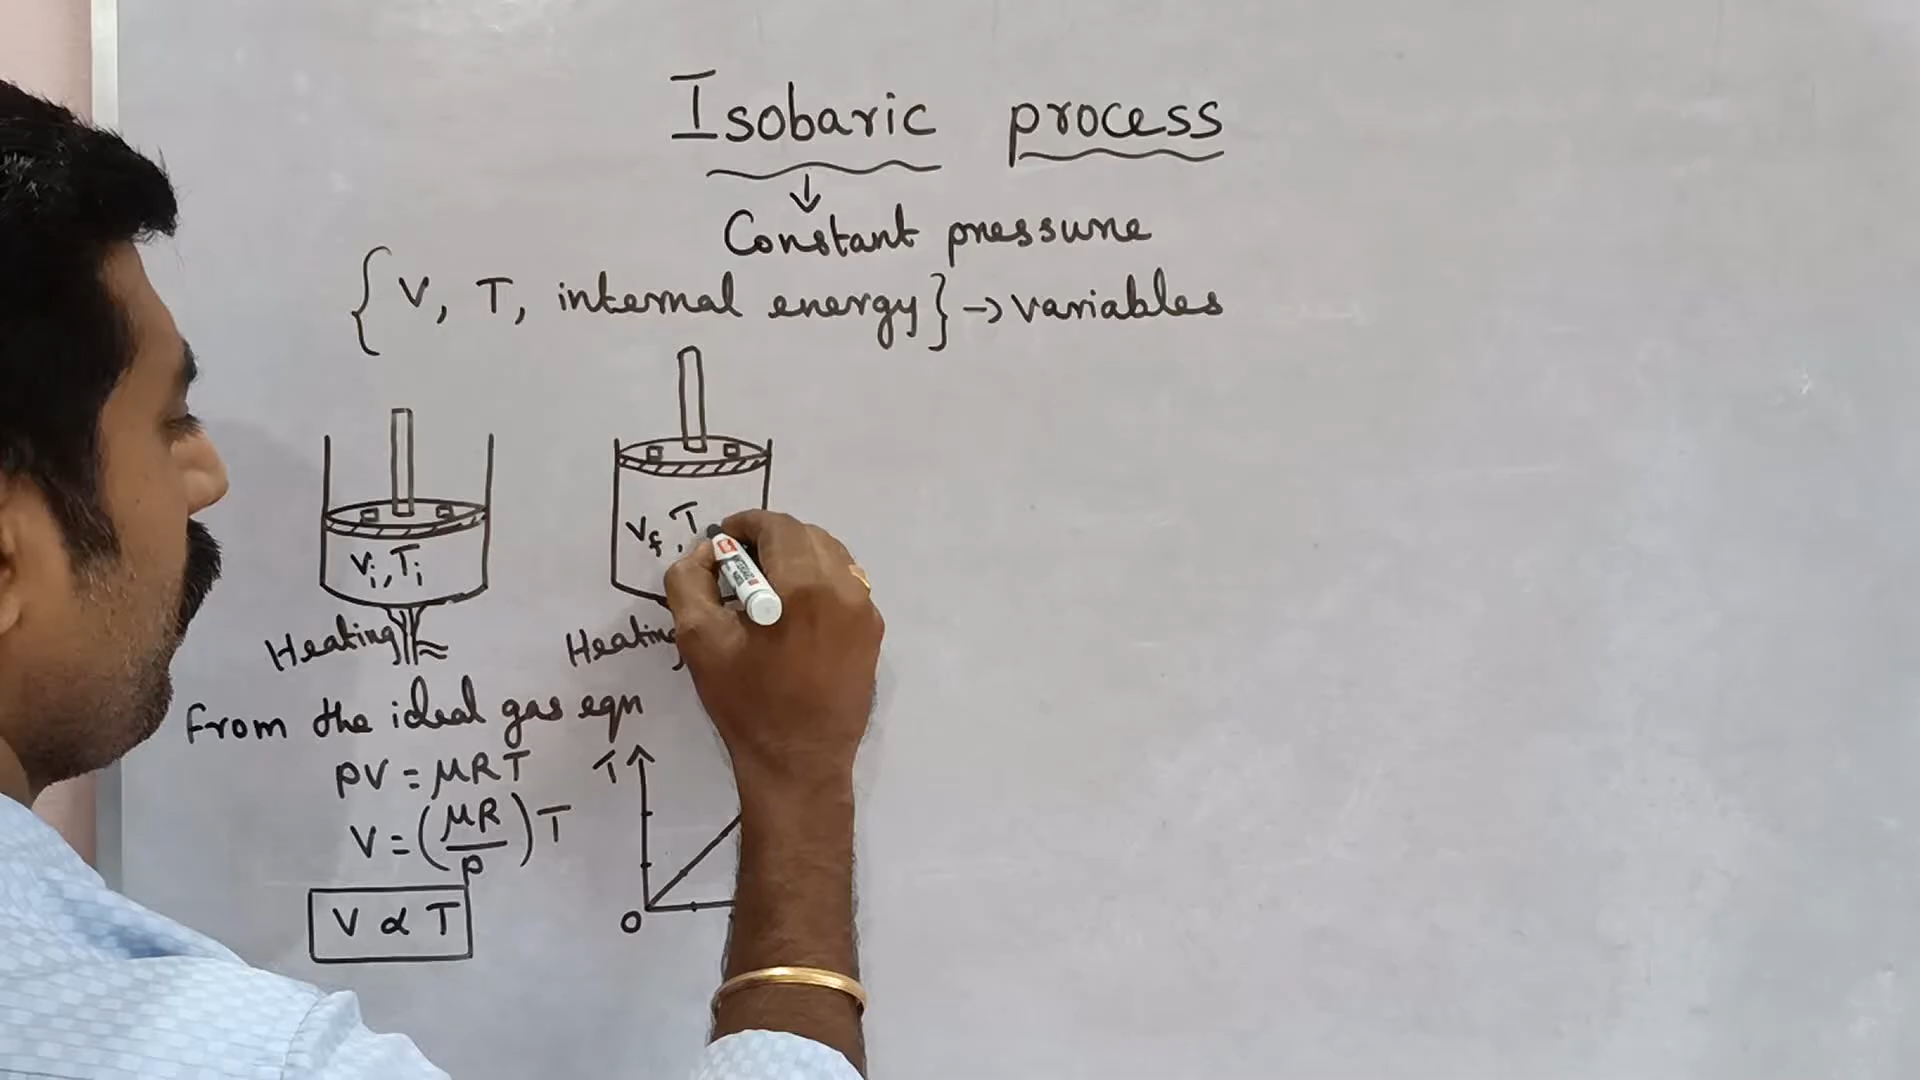 Isobaric process
↓
Constant pressure
{V, T, internal energy} → variables
Vi, Ti
Vf, T
Heating
Heating
From the ideal gas eqn
PV = μRT
V = (μR/P) T
V ∝ T
T
O